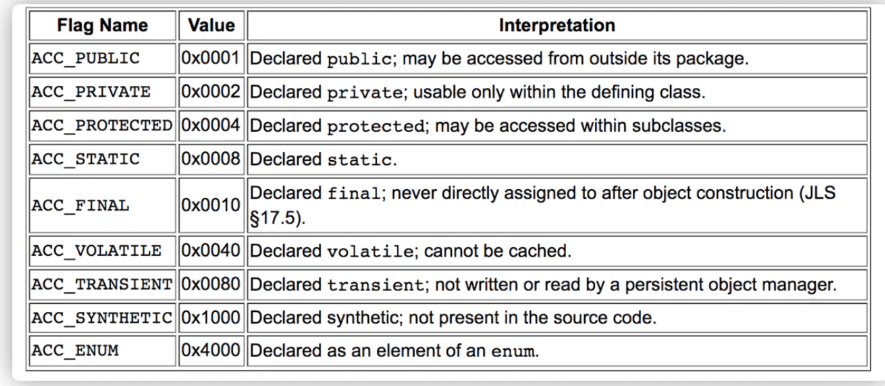 Flag Name Value Interpretation
ACC_PUBLIC 0x0001 Declared public; may be accessed from outside its package.
ACC_PRIVATE 0x0002 Declared private; usable only within the defining class.
ACC_PROTECTED 0x0004 Declared protected; may be accessed within subclasses.
ACC_STATIC 0x0008 Declared static.
ACC_FINAL 0x0010 Declared final; never directly assigned to after object construction (JLS
§17.5).
ACC_VOLATILE 0x0040 Declared volatile; cannot be cached.
ACC_TRANSIENT 0x0080 Declared transient; not written or read by a persistent object manager.
ACC_SYNTHETIC 0x1000 Declared synthetic; not present in the source code.
ACC_ENUM 0x4000 Declared as an element of an enum.